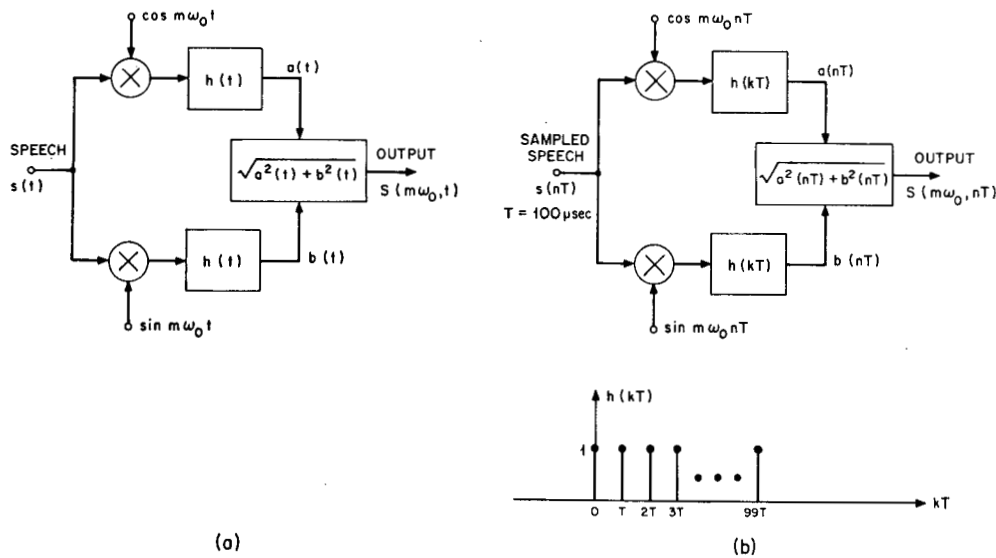 cos mω₀t
h(t)
a(t)
SPEECH
s(t)
√a²(t) + b²(t)
OUTPUT
S(mω₀,t)
h(t)
b(t)
sin mω₀t
(a)
cos mω₀nT
h(kT)
a(nT)
SAMPLED
SPEECH
s(nT)
T = 100 μsec
√a²(nT) + b²(nT)
OUTPUT
S(mω₀,nT)
h(kT)
b(nT)
sin mω₀nT
h(kT)
1
0 T 2T 3T 99T
kT
(b)